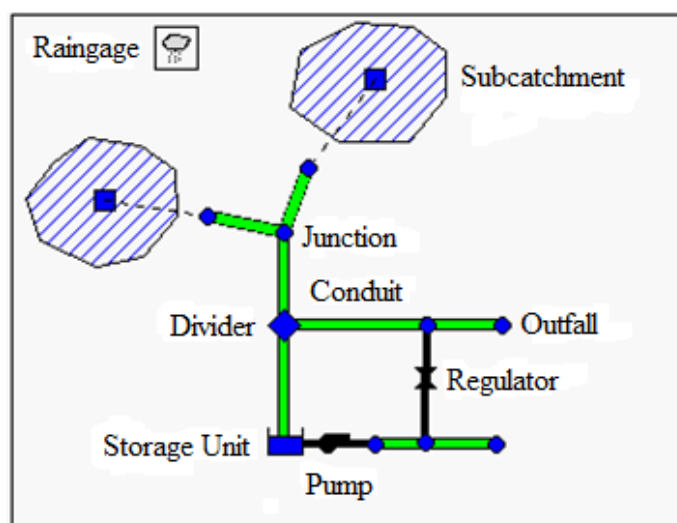 Raingage
Subcatchment
Junction
Conduit
Divider
Outfall
Regulator
Storage Unit
Pump